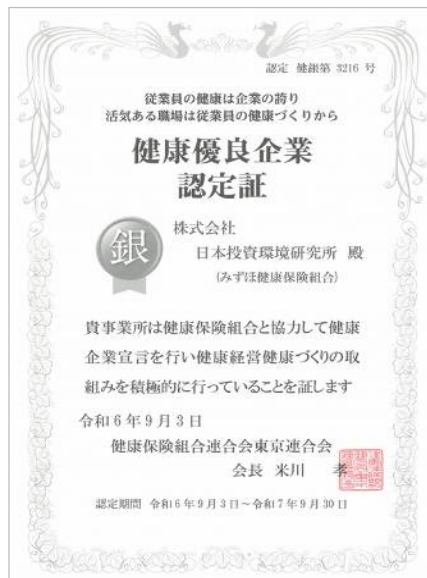 認定 健銀第 3216 号
従業員の健康は企業の誇り
活気ある職場は従業員の健康づくりから
健康優良企業
認定証
銀
株式会社
日本投資環境研究所 殿
(みずほ健康保険組合)
貴事業所は健康保険組合と協力して健康
企業宣言を行い健康経営健康づくりの取
組みを積極的に行っていることを証します
令和6年9月3日
健康保険組合連合会東京連合会
会長 米川 孝
認定期間 令和6年9月3日~令和7年9月30日